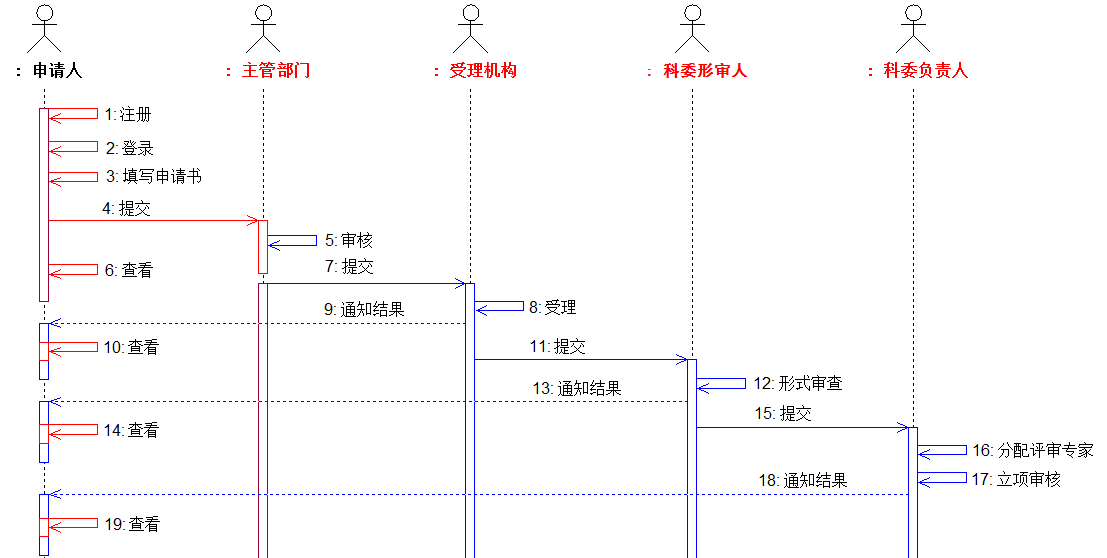 : 申请人
: 主管部门
: 受理机构
: 科委形审人
: 科委负责人
1: 注册
2: 登录
3: 填写申请书
4: 提交
5: 审核
6: 查看
7: 提交
8: 受理
9: 通知结果
10: 查看
11: 提交
12: 形式审查
13: 通知结果
14: 查看
15: 提交
16: 分配评审专家
17: 立项审核
18: 通知结果
19: 查看